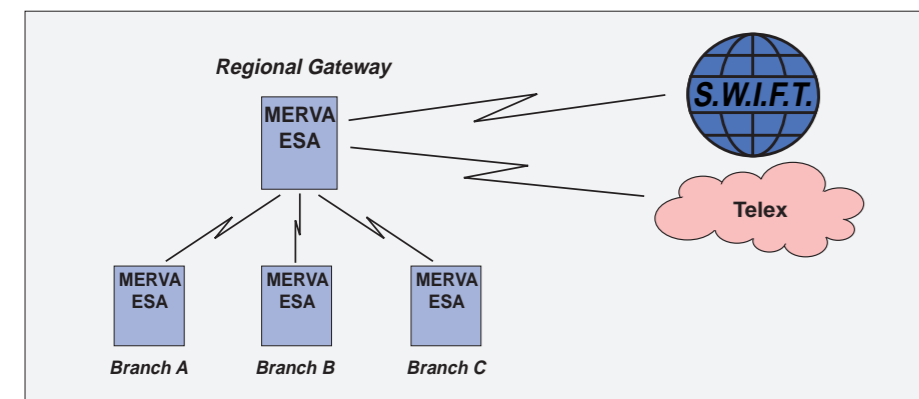 Regional Gateway
MERVA
ESA
S.W.I.F.T.
Telex
MERVA
ESA
MERVA
ESA
MERVA
ESA
Branch A
Branch B
Branch C